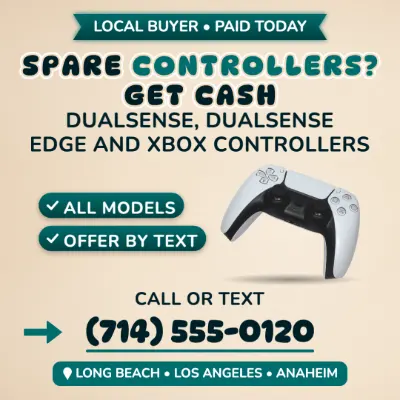 LOCAL BUYER • PAID TODAY
SPARE CONTROLLERS?
GET CASH
DUALSENSE, DUALSENSE
EDGE AND XBOX CONTROLLERS
ALL MODELS
OFFER BY TEXT
CALL OR TEXT
(714) 555-0120
LONG BEACH • LOS ANGELES • ANAHEIM